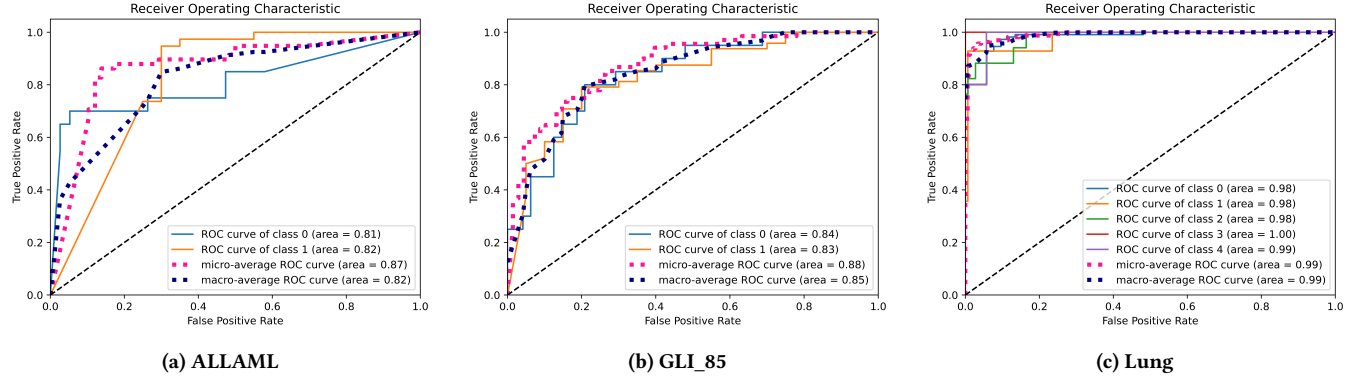 Receiver Operating Characteristic
1.0
0.8
0.6
0.4
0.2
0.0
True Positive Rate
ROC curve of class 0 (area = 0.81)
ROC curve of class 1 (area = 0.82)
micro-average ROC curve (area = 0.87)
macro-average ROC curve (area = 0.82)
0.0 0.2 0.4 0.6 0.8 1.0
False Positive Rate
(a) ALLAML
Receiver Operating Characteristic
1.0
0.8
0.6
0.4
0.2
0.0
True Positive Rate
ROC curve of class 0 (area = 0.84)
ROC curve of class 1 (area = 0.83)
micro-average ROC curve (area = 0.88)
macro-average ROC curve (area = 0.85)
0.0 0.2 0.4 0.6 0.8 1.0
False Positive Rate
(b) GLI_85
Receiver Operating Characteristic
1.0
0.8
0.6
0.4
0.2
0.0
True Positive Rate
ROC curve of class 0 (area = 0.98)
ROC curve of class 1 (area = 0.98)
ROC curve of class 2 (area = 0.98)
ROC curve of class 3 (area = 1.00)
ROC curve of class 4 (area = 0.99)
micro-average ROC curve (area = 0.99)
macro-average ROC curve (area = 0.99)
0.0 0.2 0.4 0.6 0.8 1.0
False Positive Rate
(c) Lung